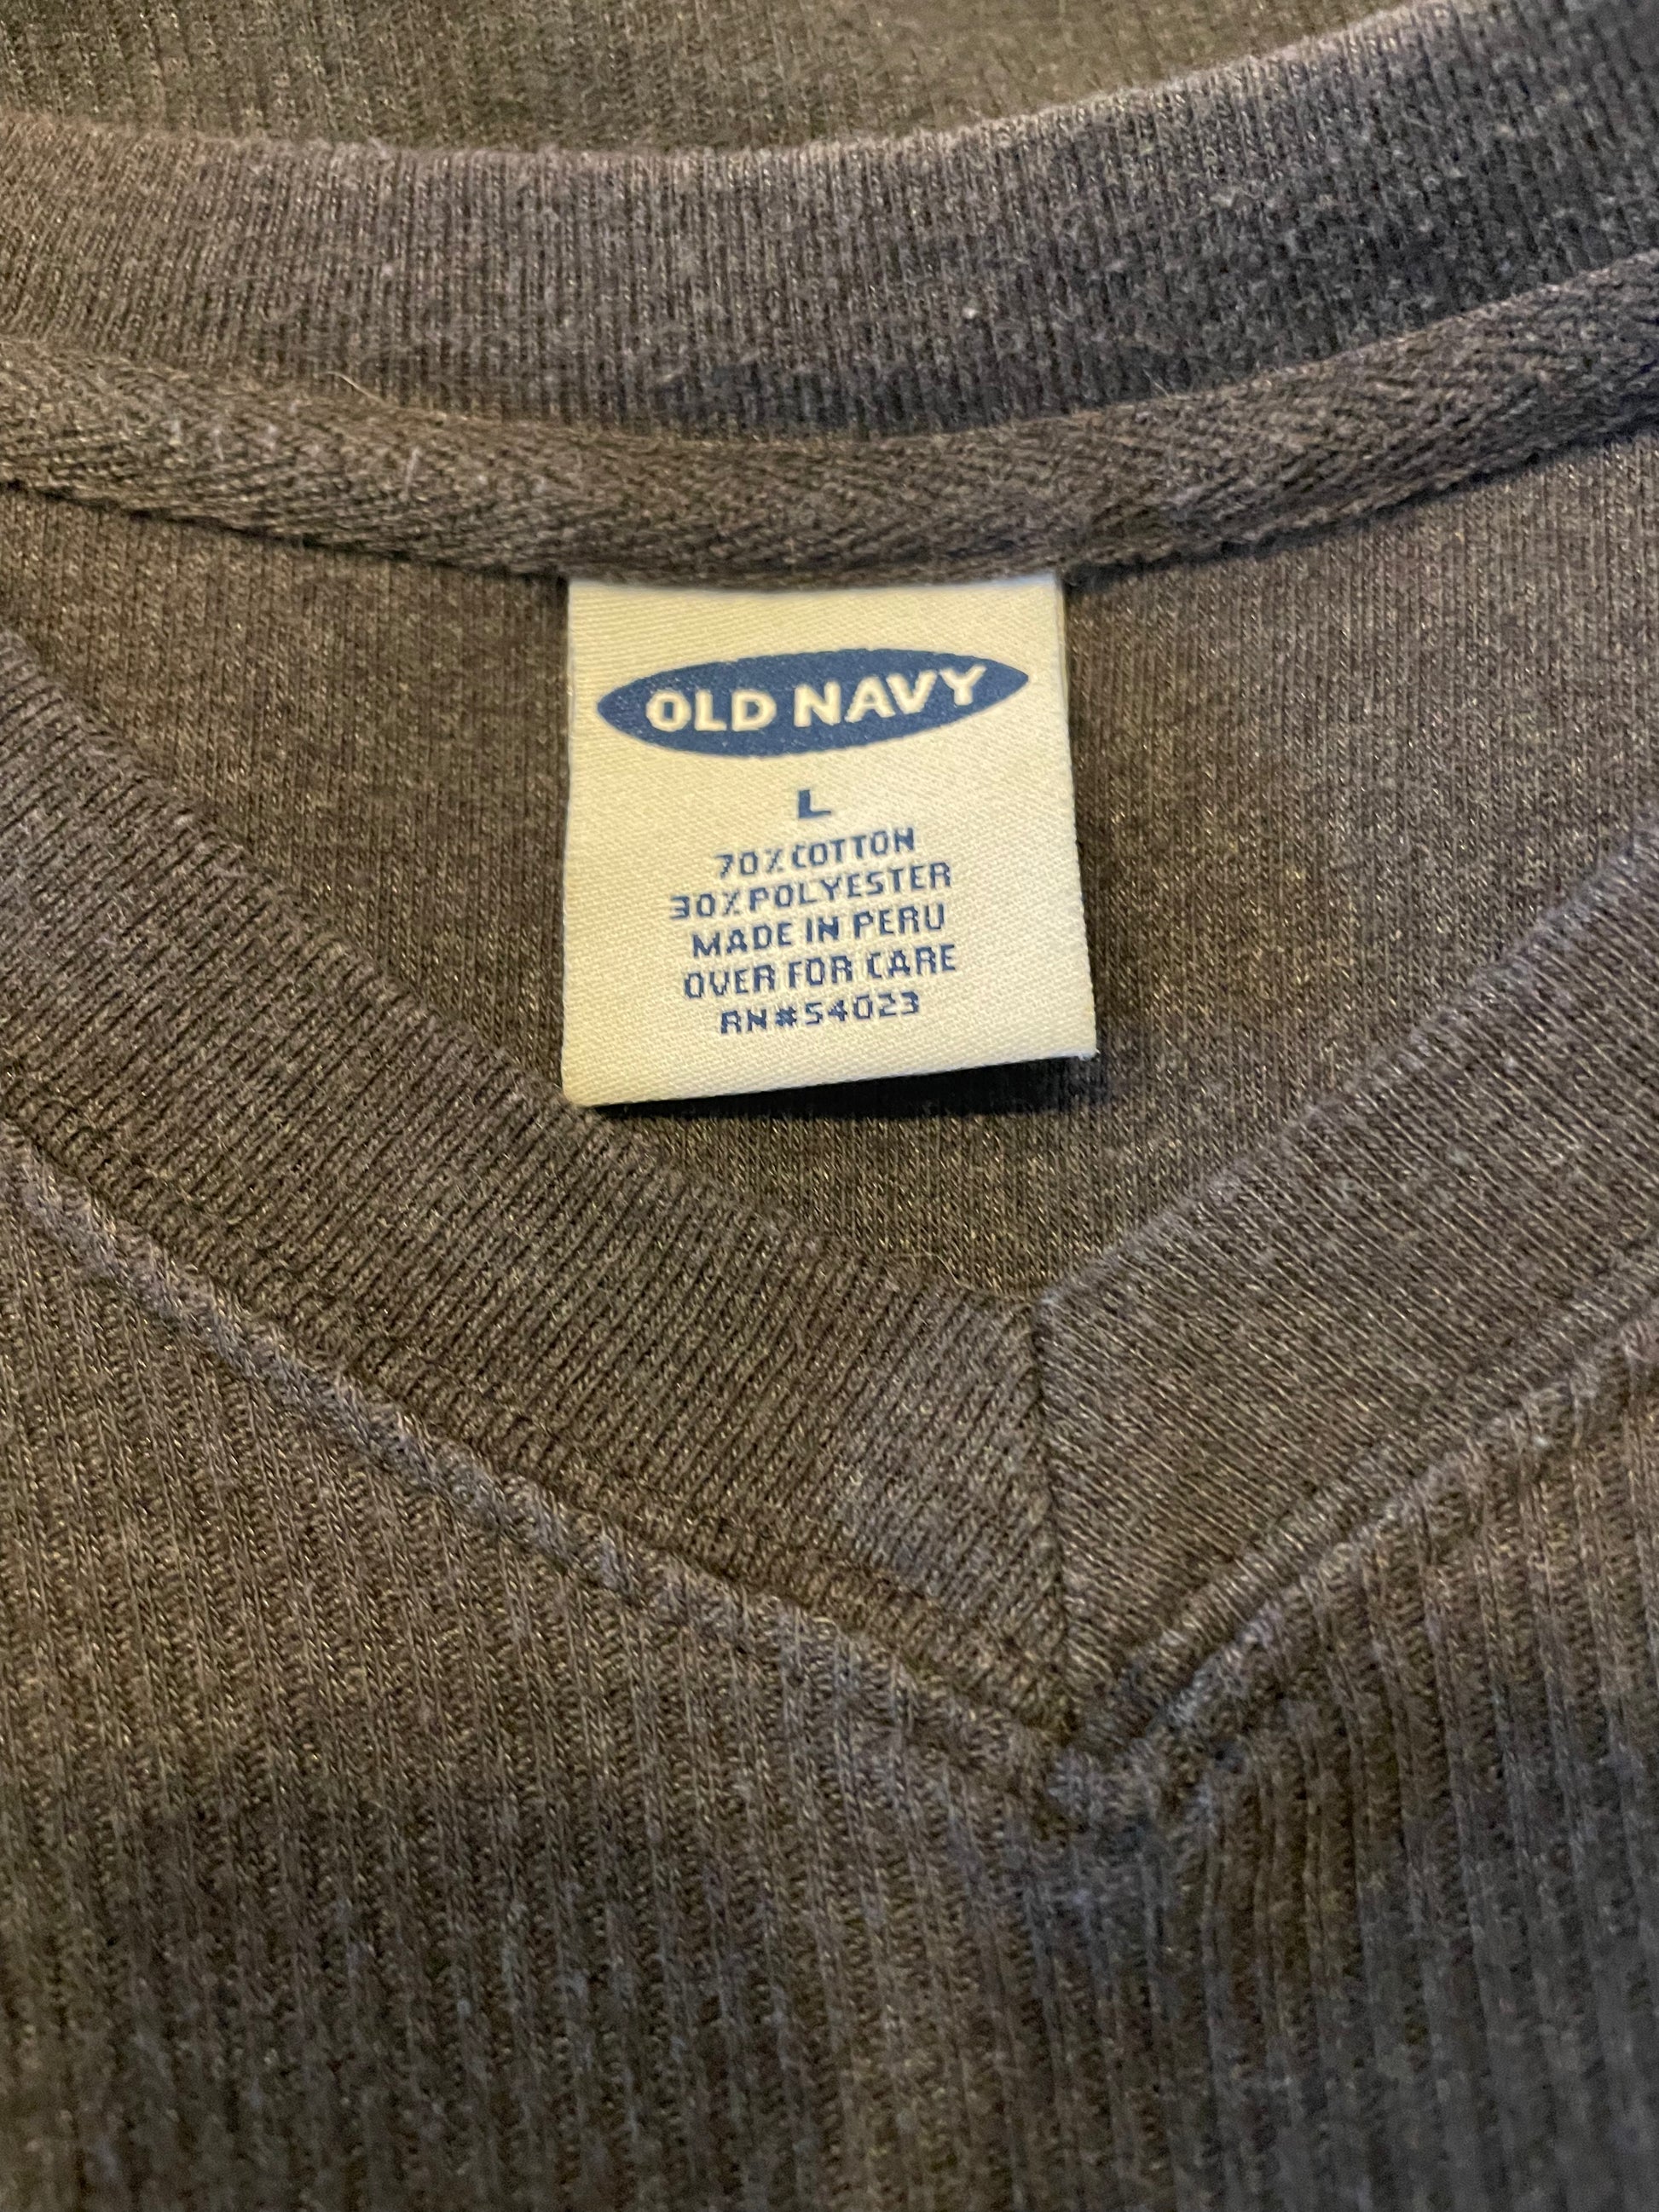 OLD NAVY
L
70% COTTON
30% POLYESTER
MADE IN PERU
OVER FOR CARE
RN#54023